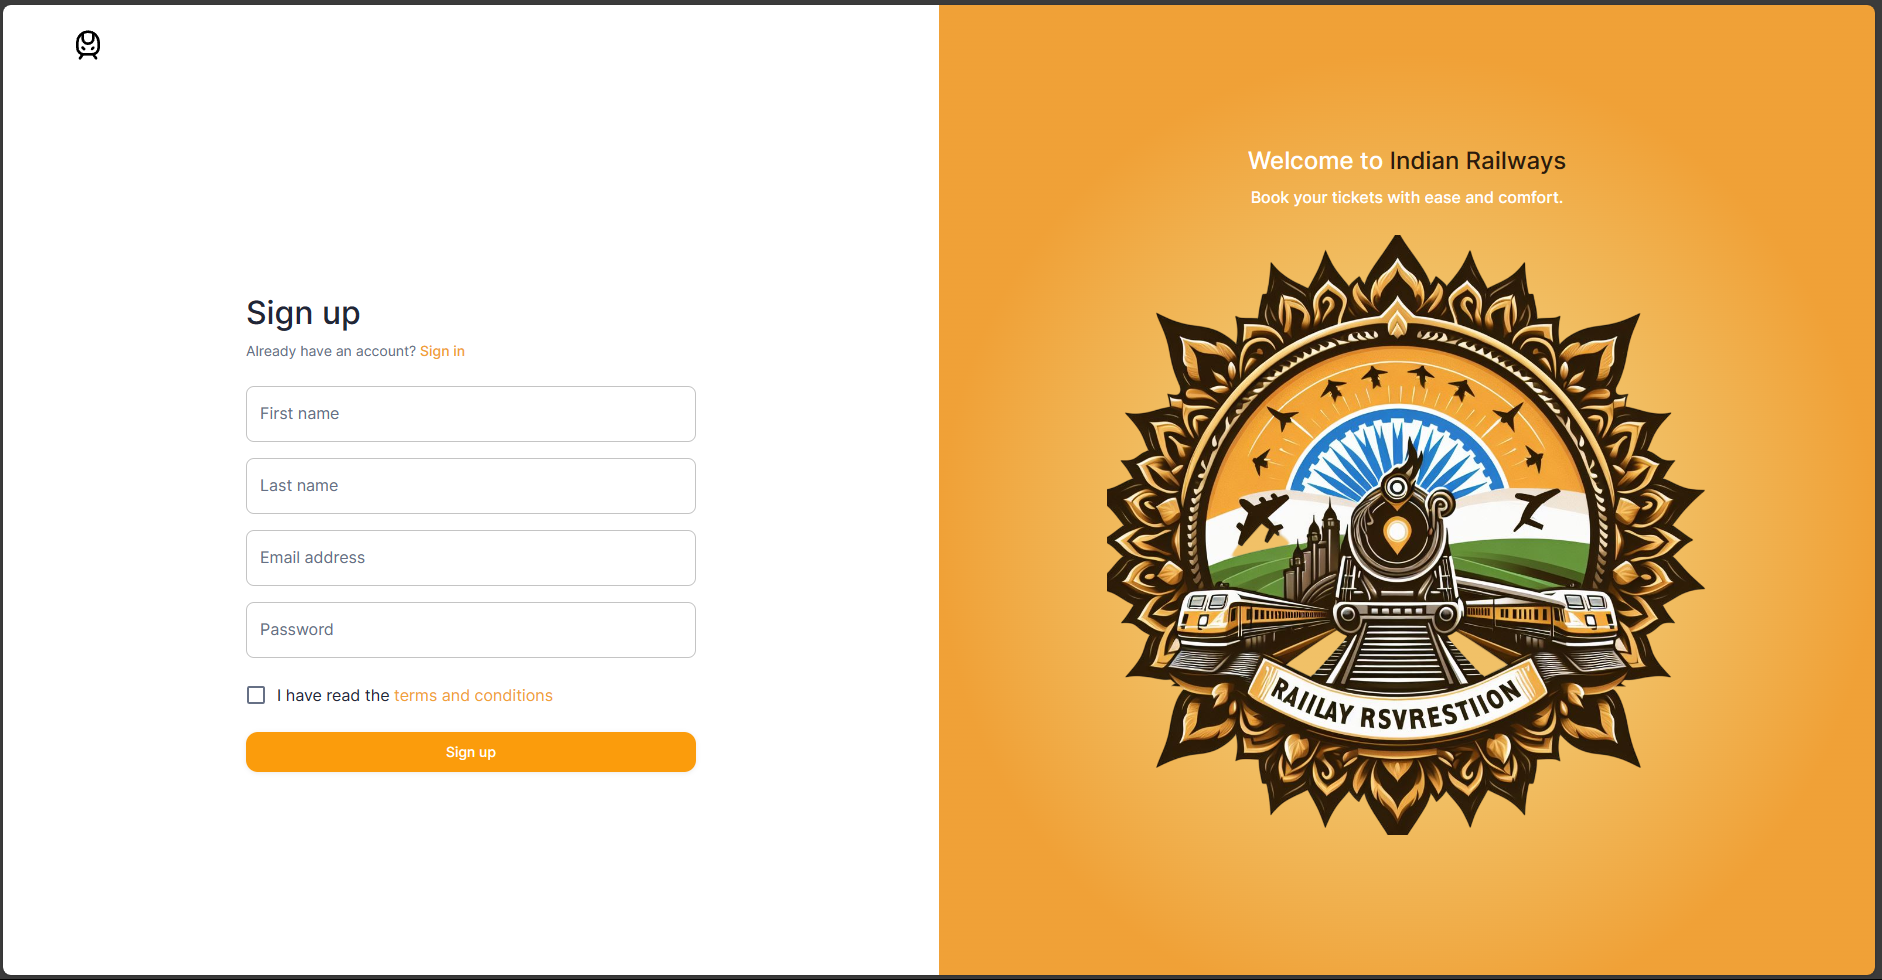 Sign up
Already have an account? Sign in
First name
Last name
Email address
Password
I have read the terms and conditions
Sign up
Welcome to Indian Railways
Book your tickets with ease and comfort.
RAIILAY RSVRESTIION